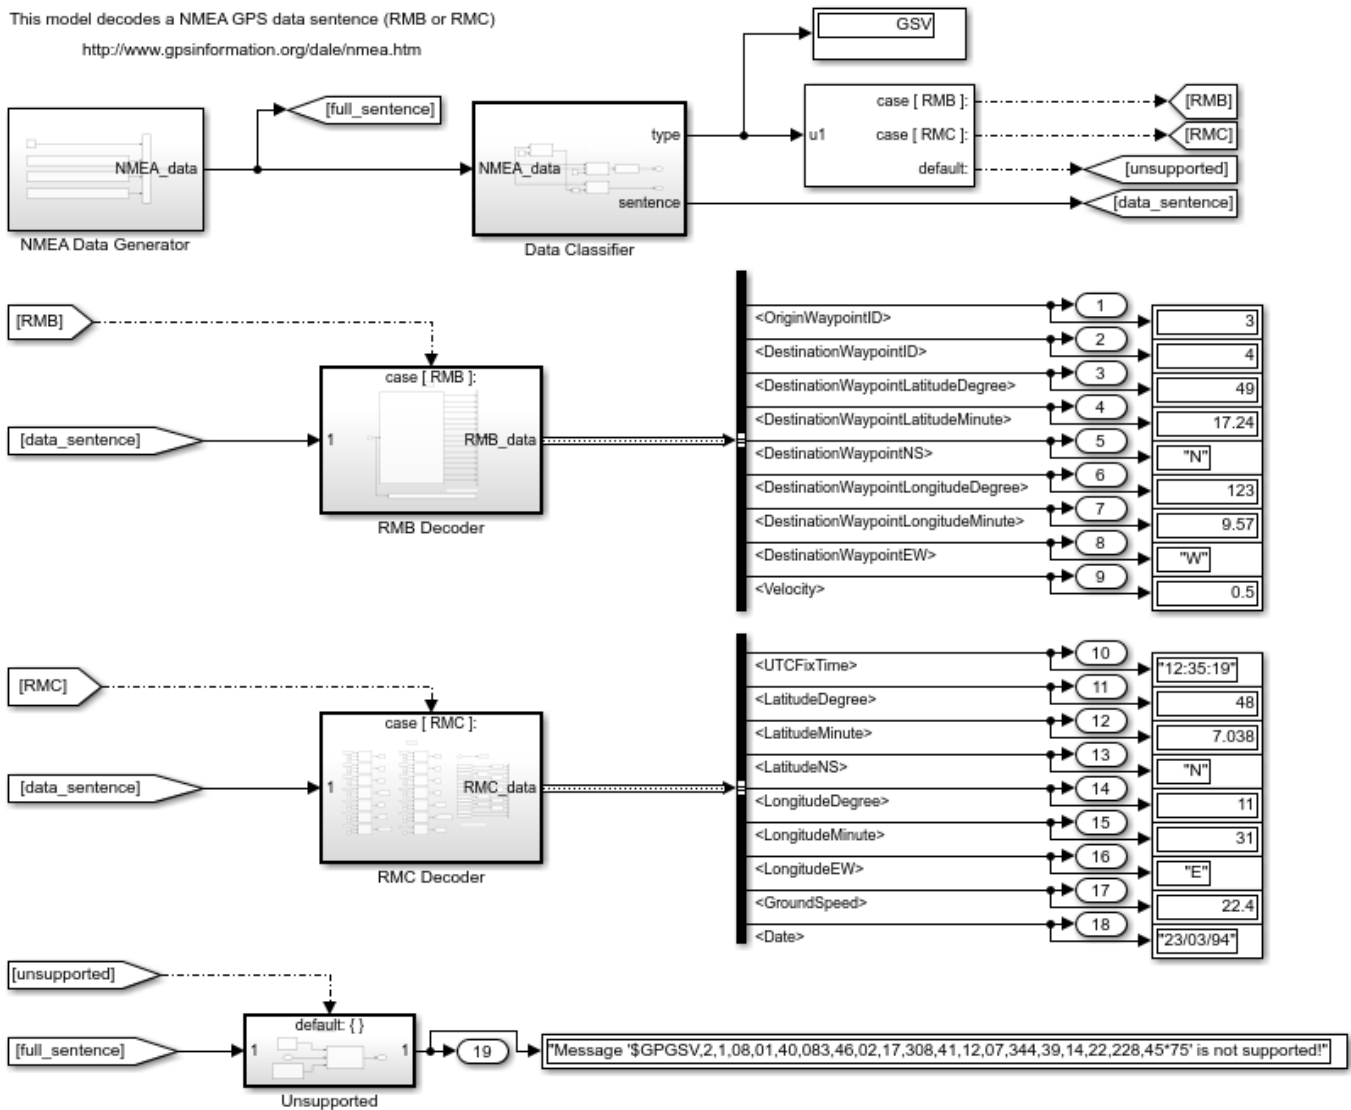 This model decodes a NMEA GPS data sentence (RMB or RMC)
http://www.gpsinformation.org/dale/nmea.htm
GSV
[full_sentence]
NMEA_data
NMEA Data Generator
NMEA_data
type
sentence
Data Classifier
u1
case [ RMB ]:
case [ RMC ]:
default:
[RMB]
[RMC]
[unsupported]
[data_sentence]
[RMB]
[data_sentence]
case [ RMB ]:
1
RMB_data
RMB Decoder
<OriginWaypointID>
1
3
<DestinationWaypointID>
2
4
<DestinationWaypointLatitudeDegree>
3
49
<DestinationWaypointLatitudeMinute>
4
17.24
<DestinationWaypointNS>
5
"N"
<DestinationWaypointLongitudeDegree>
6
123
<DestinationWaypointLongitudeMinute>
7
9.57
<DestinationWaypointEW>
8
"W"
<Velocity>
9
0.5
[RMC]
[data_sentence]
case [ RMC ]:
1
RMC_data
RMC Decoder
<UTCFixTime>
10
"12:35:19"
<LatitudeDegree>
11
48
<LatitudeMinute>
12
7.038
<LatitudeNS>
13
"N"
<LongitudeDegree>
14
11
<LongitudeMinute>
15
31
<LongitudeEW>
16
"E"
<GroundSpeed>
17
22.4
<Date>
18
"23/03/94"
[unsupported]
[full_sentence]
default: { }
1
1
Unsupported
19
"Message '$GPGSV,2,1,08,01,40,083,46,02,17,308,41,12,07,344,39,14,22,228,45*75' is not supported!"